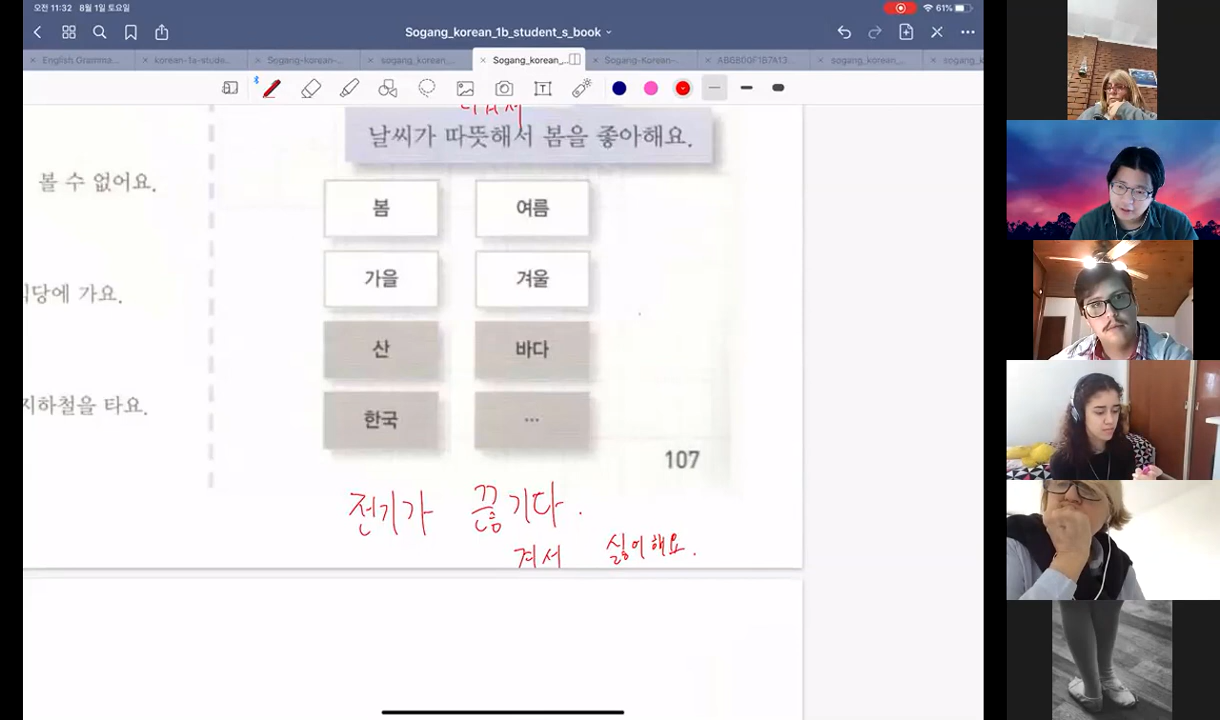 오전 11:32 8월 1일 토요일
61%
Sogang_korean_1b_student_s_book
English Gramma...
korean-1a-stude...
Sogang-korean-...
sogang_korean_...
Sogang_korean_...
Sogang-Korean-...
sogang_korean_...
날씨가 따뜻해서 봄을 좋아해요.
볼 수 없어요.
봄 여름
가을 겨울
당에 가요.
산 바다
지하철을 타요.
한국 ...
107
전기가 끊기다.
겨서 싫어해요.